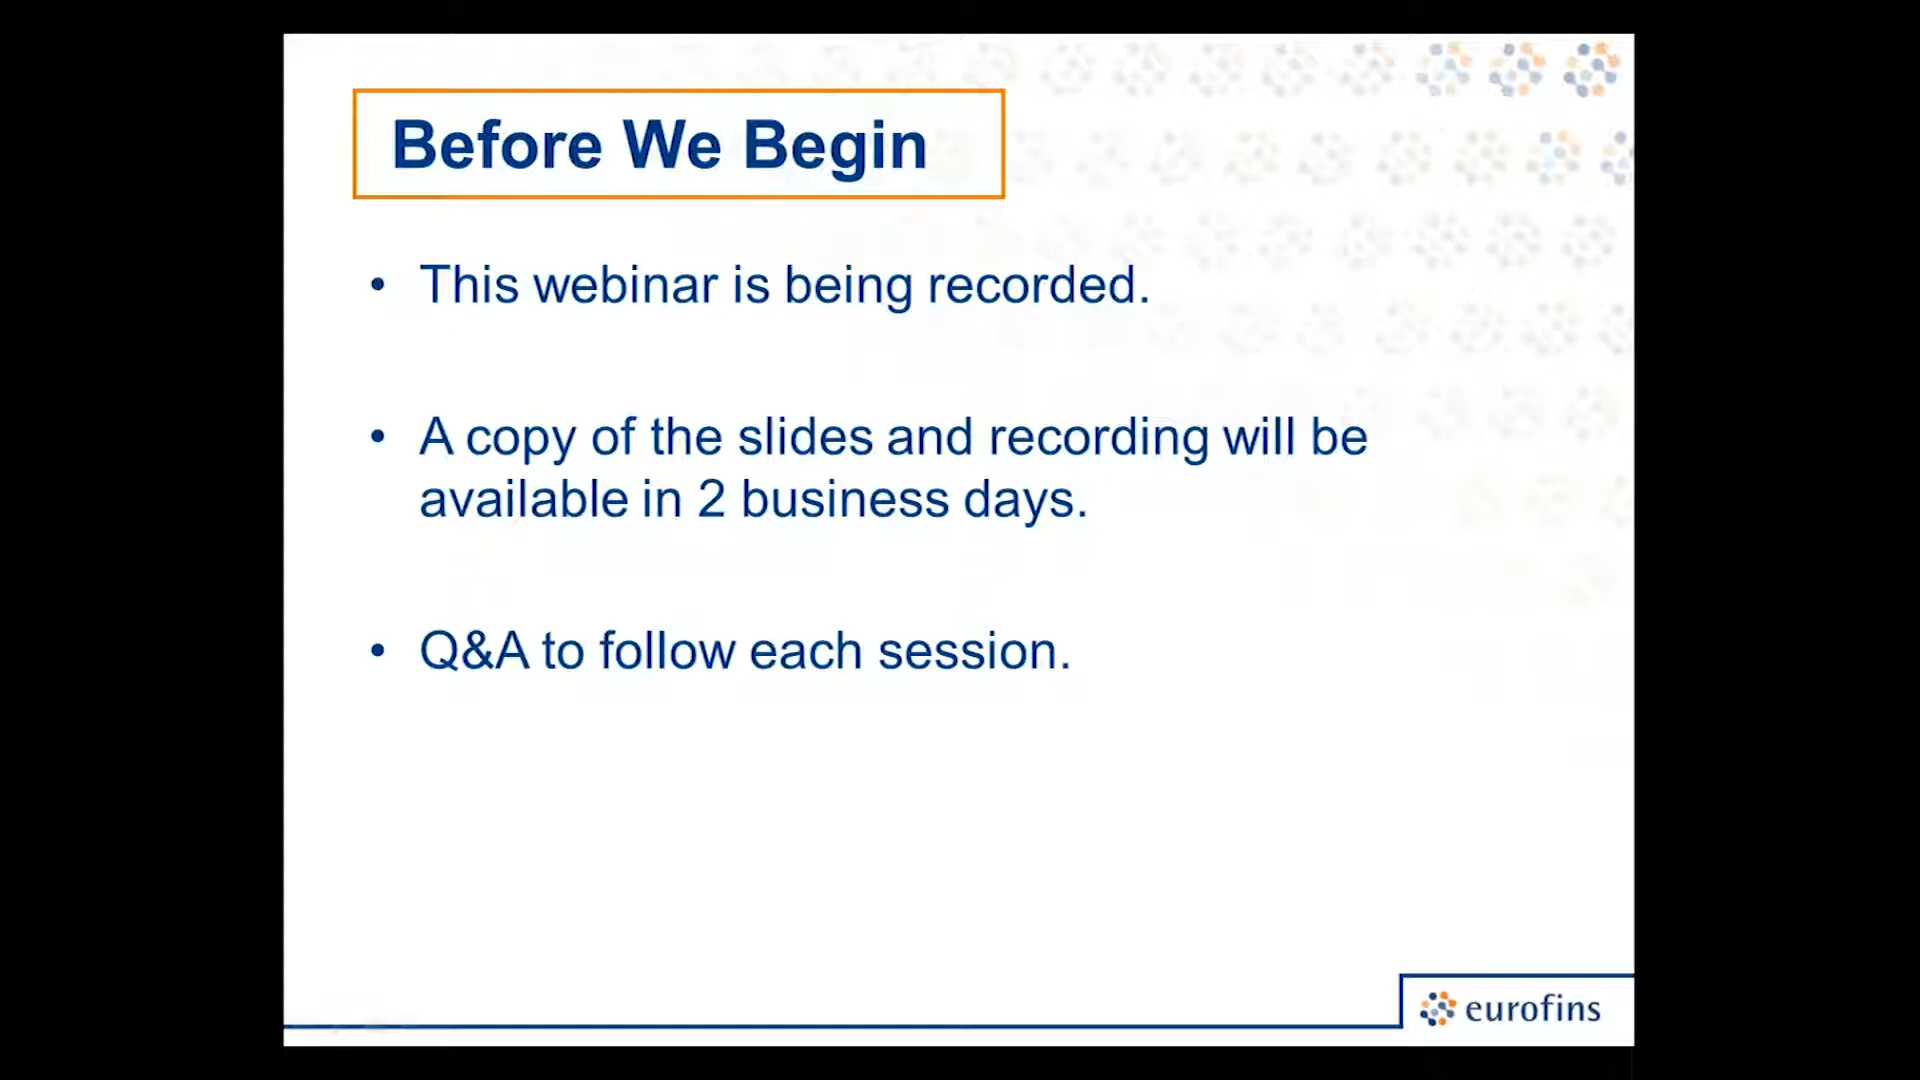 Before We Begin
• This webinar is being recorded.
• A copy of the slides and recording will be
available in 2 business days.
• Q&A to follow each session.
eurofins